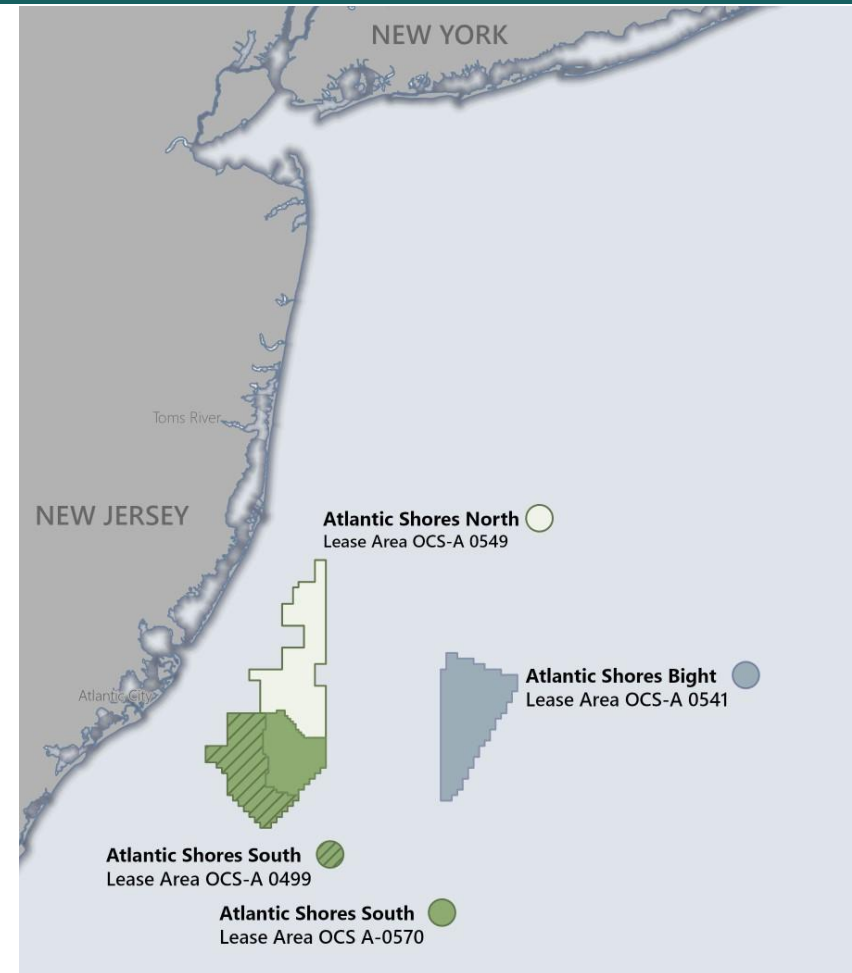 NEW YORK
Toms River
NEW JERSEY
Atlantic Shores North
Lease Area OCS-A 0549
Atlantic Shores Bight
Lease Area OCS-A 0541
Atlantic City
Atlantic Shores South
Lease Area OCS-A 0499
Atlantic Shores South
Lease Area OCS A-0570